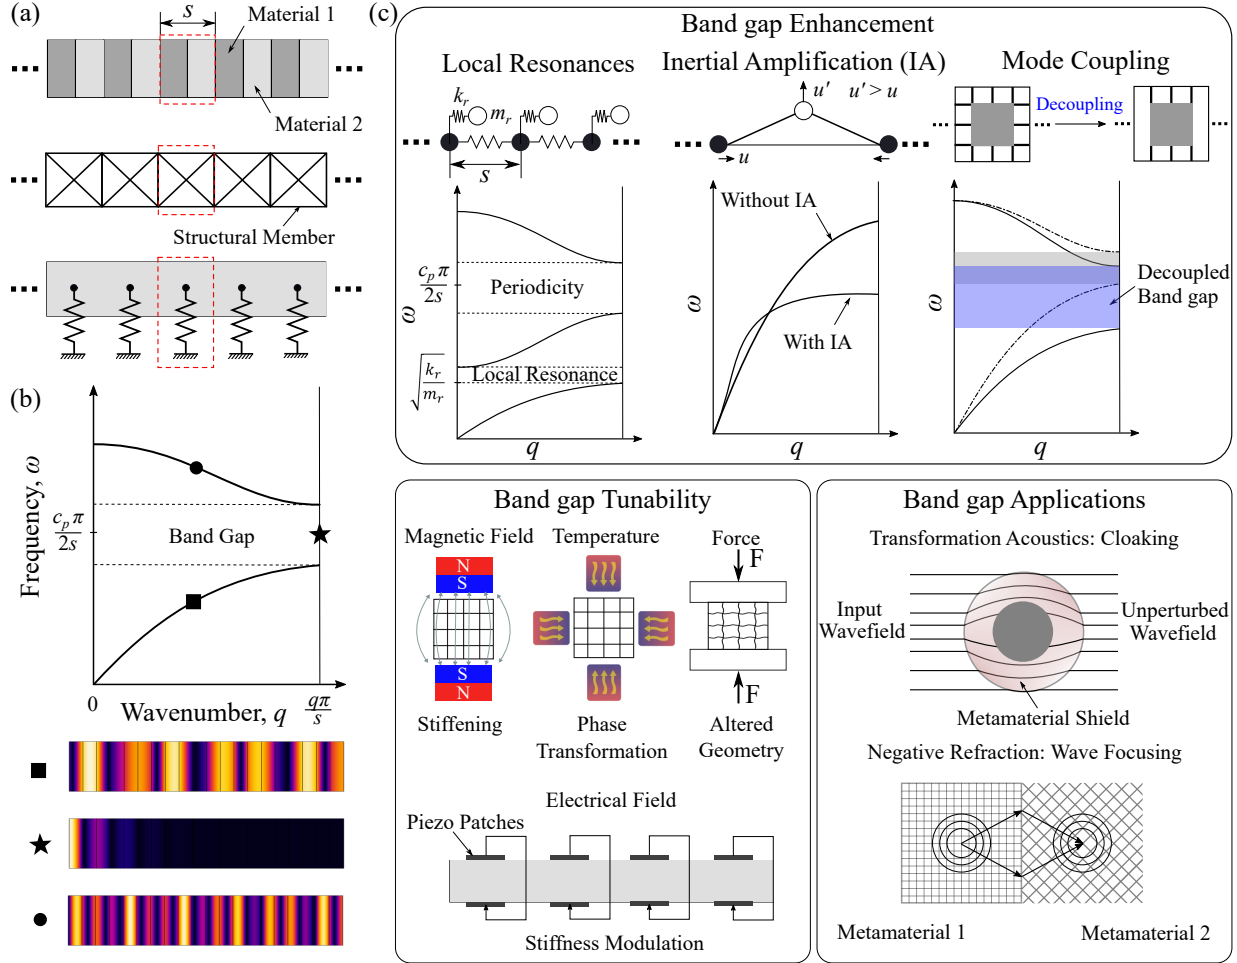 (a)
s
Material 1
Material 2
Structural Member
(b)
Frequency, ω
c_p π
2s
Band Gap
0
Wavenumber, q
qπ
s
(c)
Band gap Enhancement
Local Resonances
k_r
m_r
s
ω
c_p π
2s
Periodicity
√
k_r
m_r
Local Resonance
q
Inertial Amplification (IA)
u'
u' > u
u
ω
Without IA
With IA
q
Mode Coupling
Decoupling
ω
Decoupled
Band gap
q
Band gap Tunability
Magnetic Field
N
S
S
N
Stiffening
Temperature
Phase
Transformation
Force
F
F
Altered
Geometry
Electrical Field
Piezo Patches
Stiffness Modulation
Band gap Applications
Transformation Acoustics: Cloaking
Input
Wavefield
Unperturbed
Wavefield
Metamaterial Shield
Negative Refraction: Wave Focusing
Metamaterial 1
Metamaterial 2